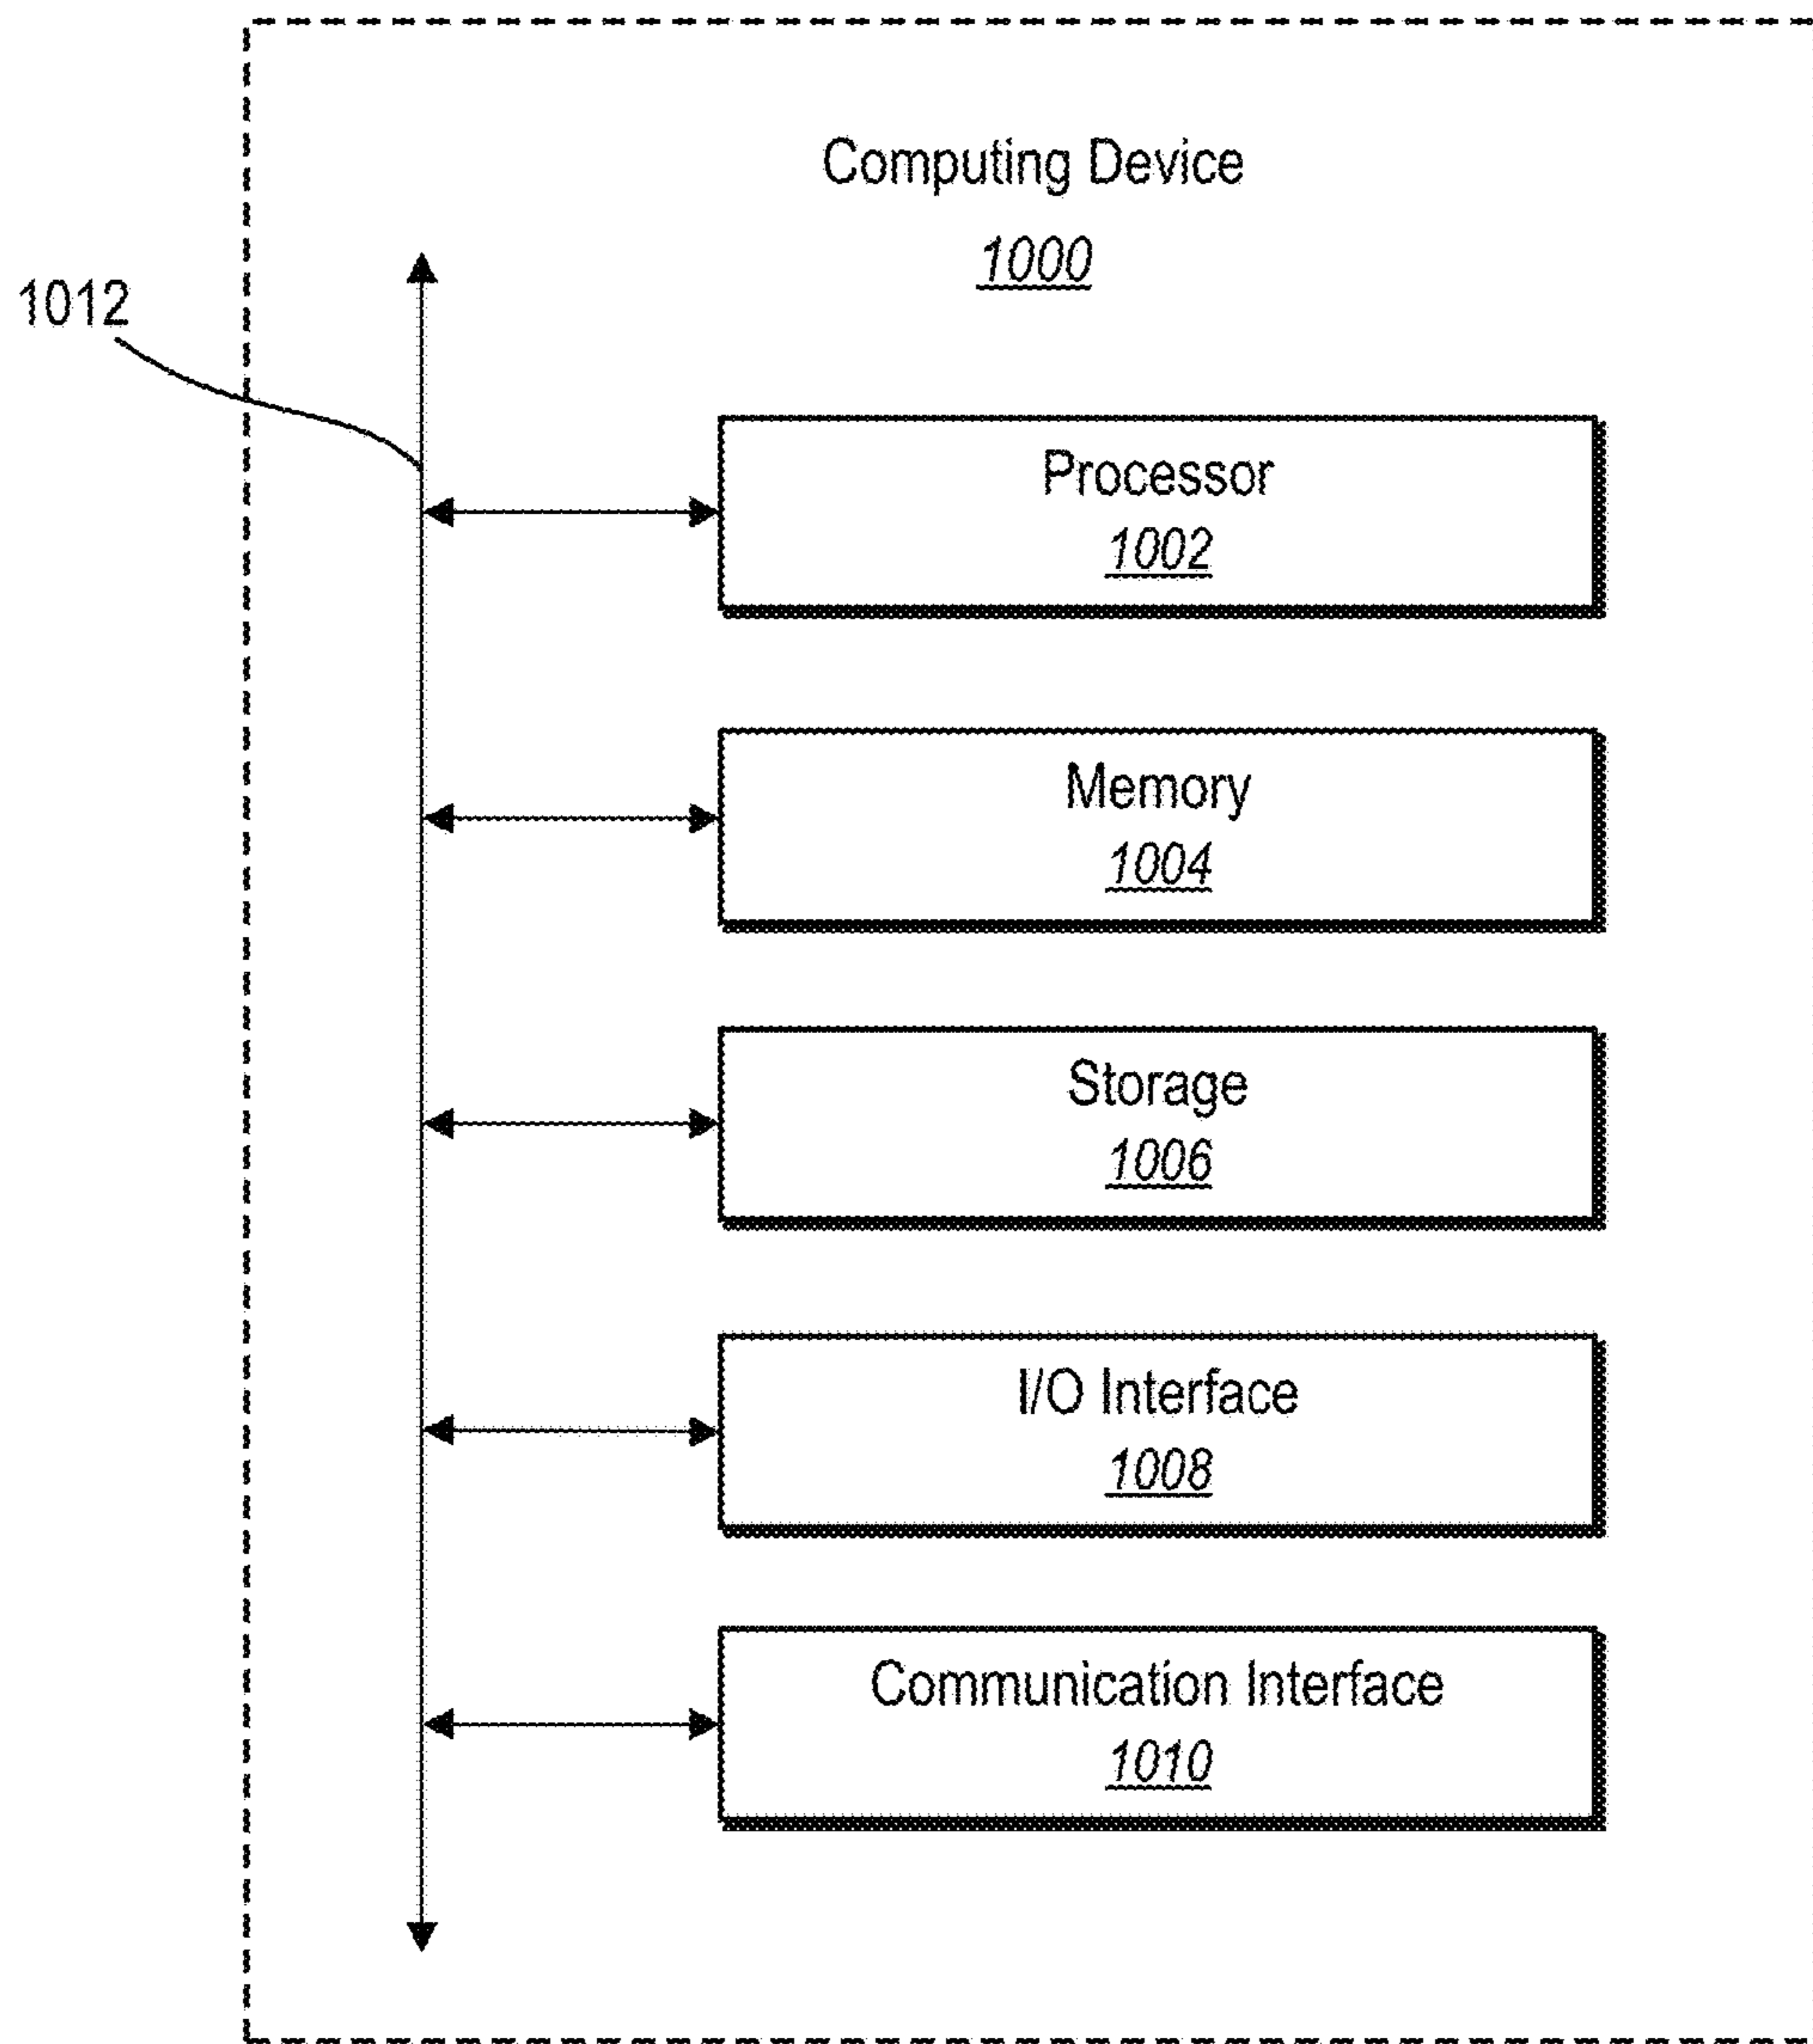 Computing Device
1000
1012
Processor
1002
Memory
1004
Storage
1006
I/O Interface
1008
Communication Interface
1010